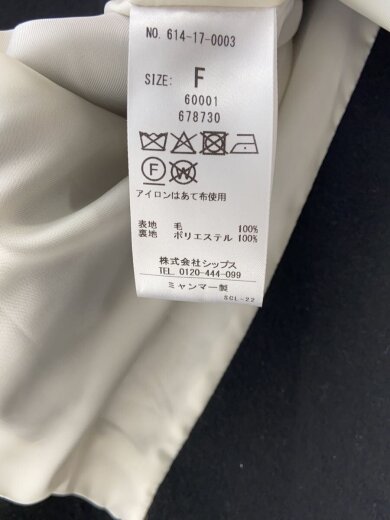 NO. 614-17-0003
SIZE: F
60001
678730
アイロンはあて布使用
表地 毛 100%
裏地 ポリエステル 100%
株式会社シップス
TEL. 0120-444-099
ミャンマー製
SCL-22